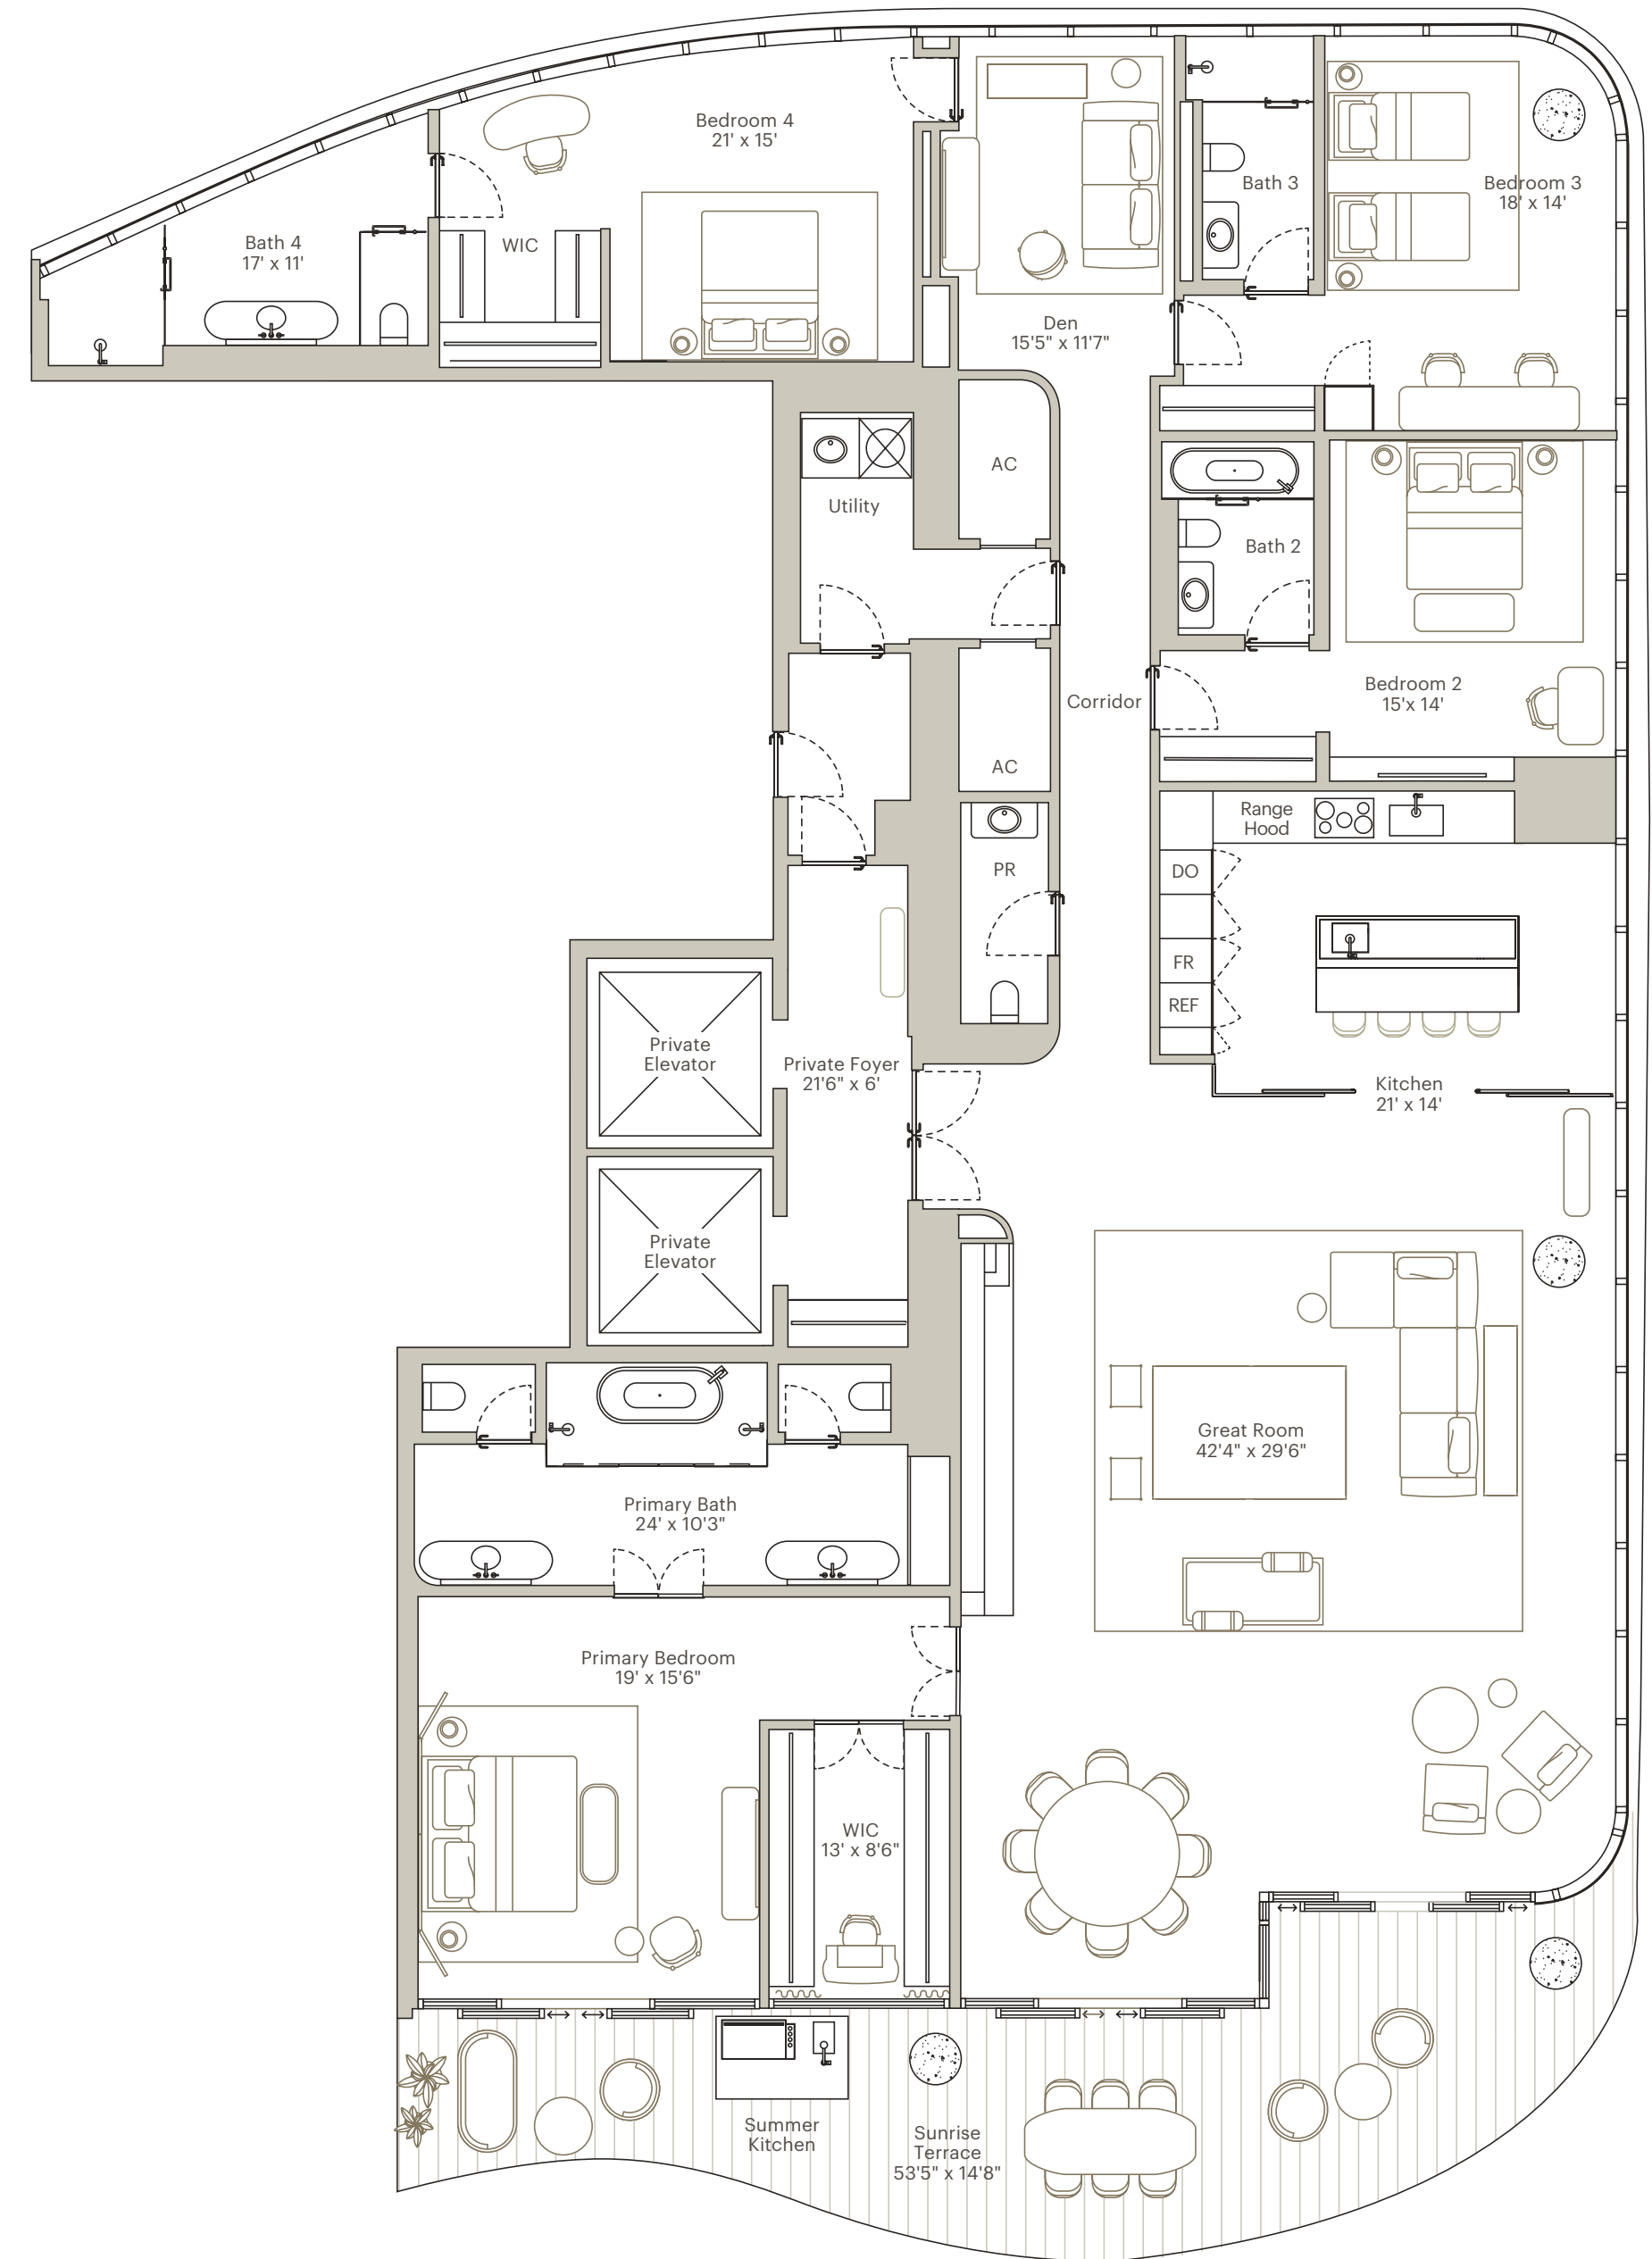 Bedroom 4
21' x 15'
Bath 3
Bedroom 3
18' x 14'
Bath 4
17' x 11'
WIC
Den
15'5" x 11'7"
AC
Utility
Bath 2
Corridor
Bedroom 2
15'x 14'
AC
Range
Hood
PR
DO
FR
REF
Private
Elevator
Private Foyer
21'6" x 6'
Kitchen
21' x 14'
Private
Elevator
Great Room
42'4" x 29'6"
Primary Bath
24' x 10'3"
Primary Bedroom
19' x 15'6"
WIC
13' x 8'6"
Summer
Kitchen
Sunrise
Terrace
53'5" x 14'8"